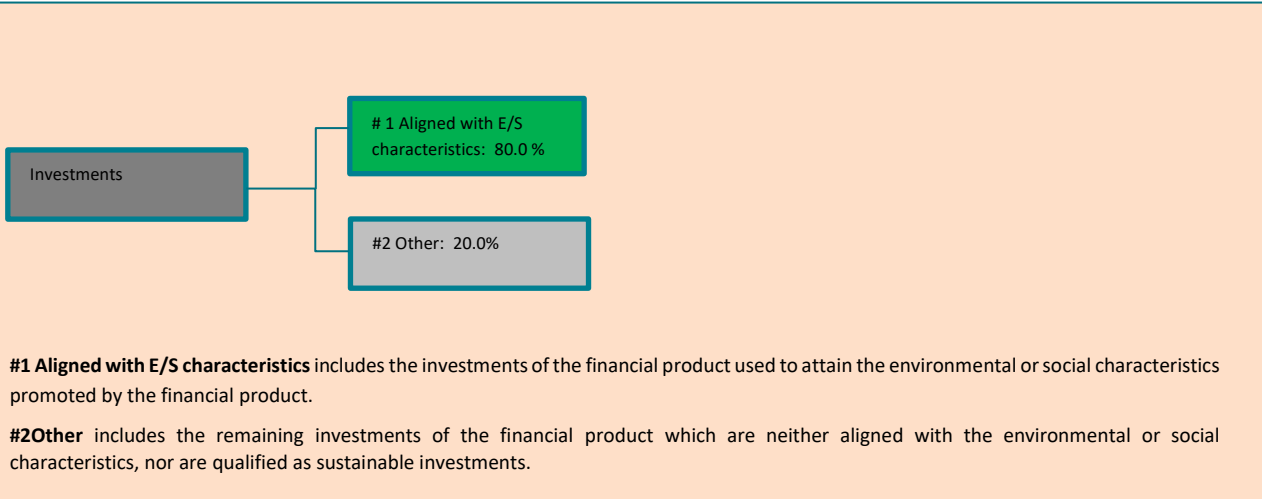 # 1 Aligned with E/S
characteristics: 80.0 %
Investments
#2 Other: 20.0%
#1 Aligned with E/S characteristics includes the investments of the financial product used to attain the environmental or social characteristics
promoted by the financial product.
#2Other includes the remaining investments of the financial product which are neither aligned with the environmental or social
characteristics, nor are qualified as sustainable investments.